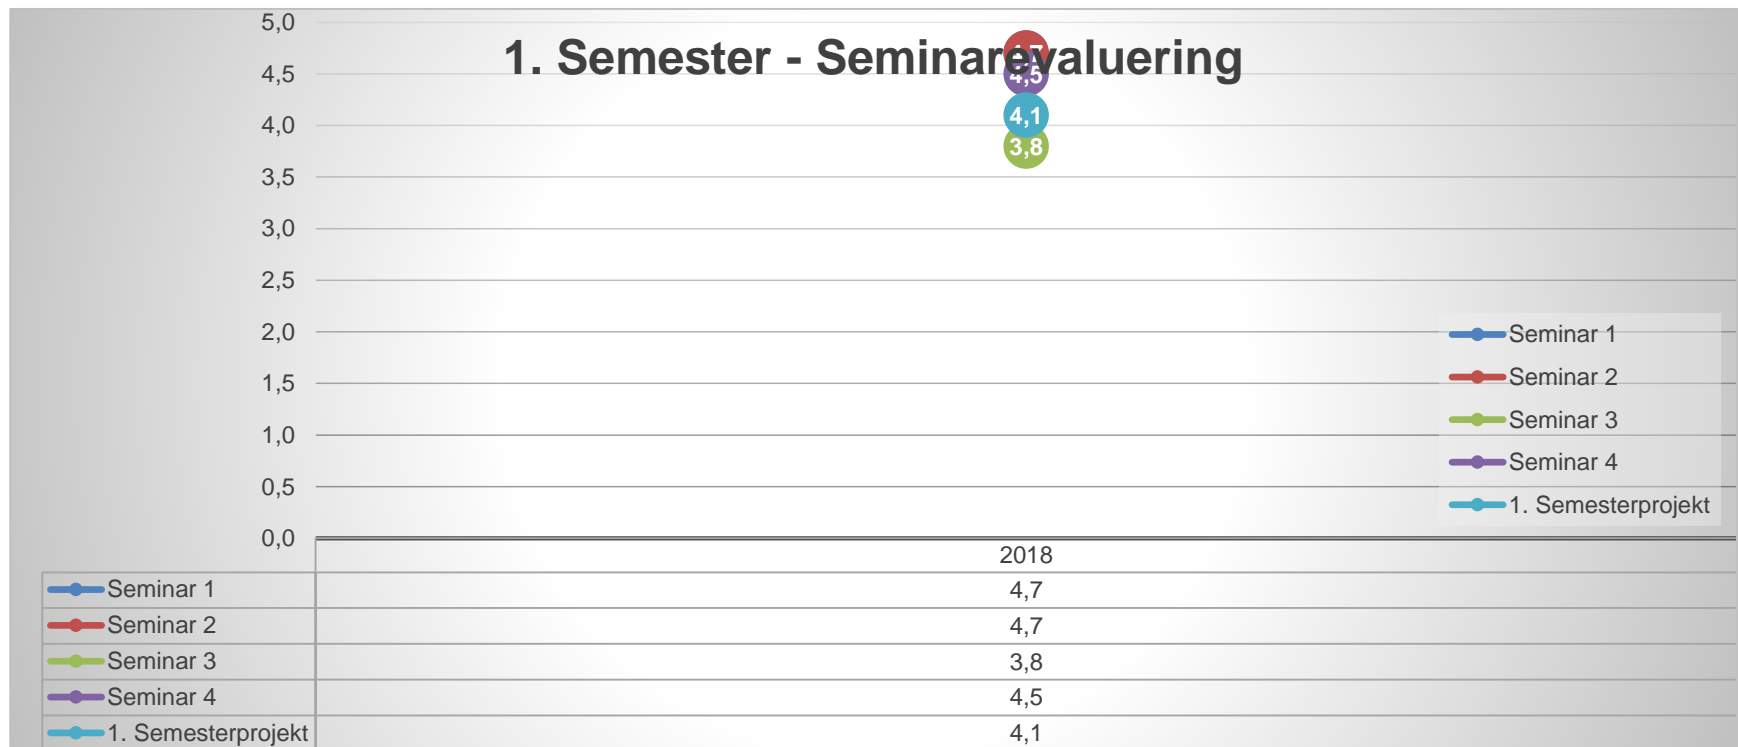 5,0
1. Semester - Seminarevaluering
4,7
4,5
4,5
4,1
4,0
3,8
3,5
3,0
2,5
2,0
1,5
1,0
0,5
0,0
Seminar 1
Seminar 2
Seminar 3
Seminar 4
1. Semesterprojekt
2018
Seminar 1 4,7
Seminar 2 4,7
Seminar 3 3,8
Seminar 4 4,5
1. Semesterprojekt 4,1